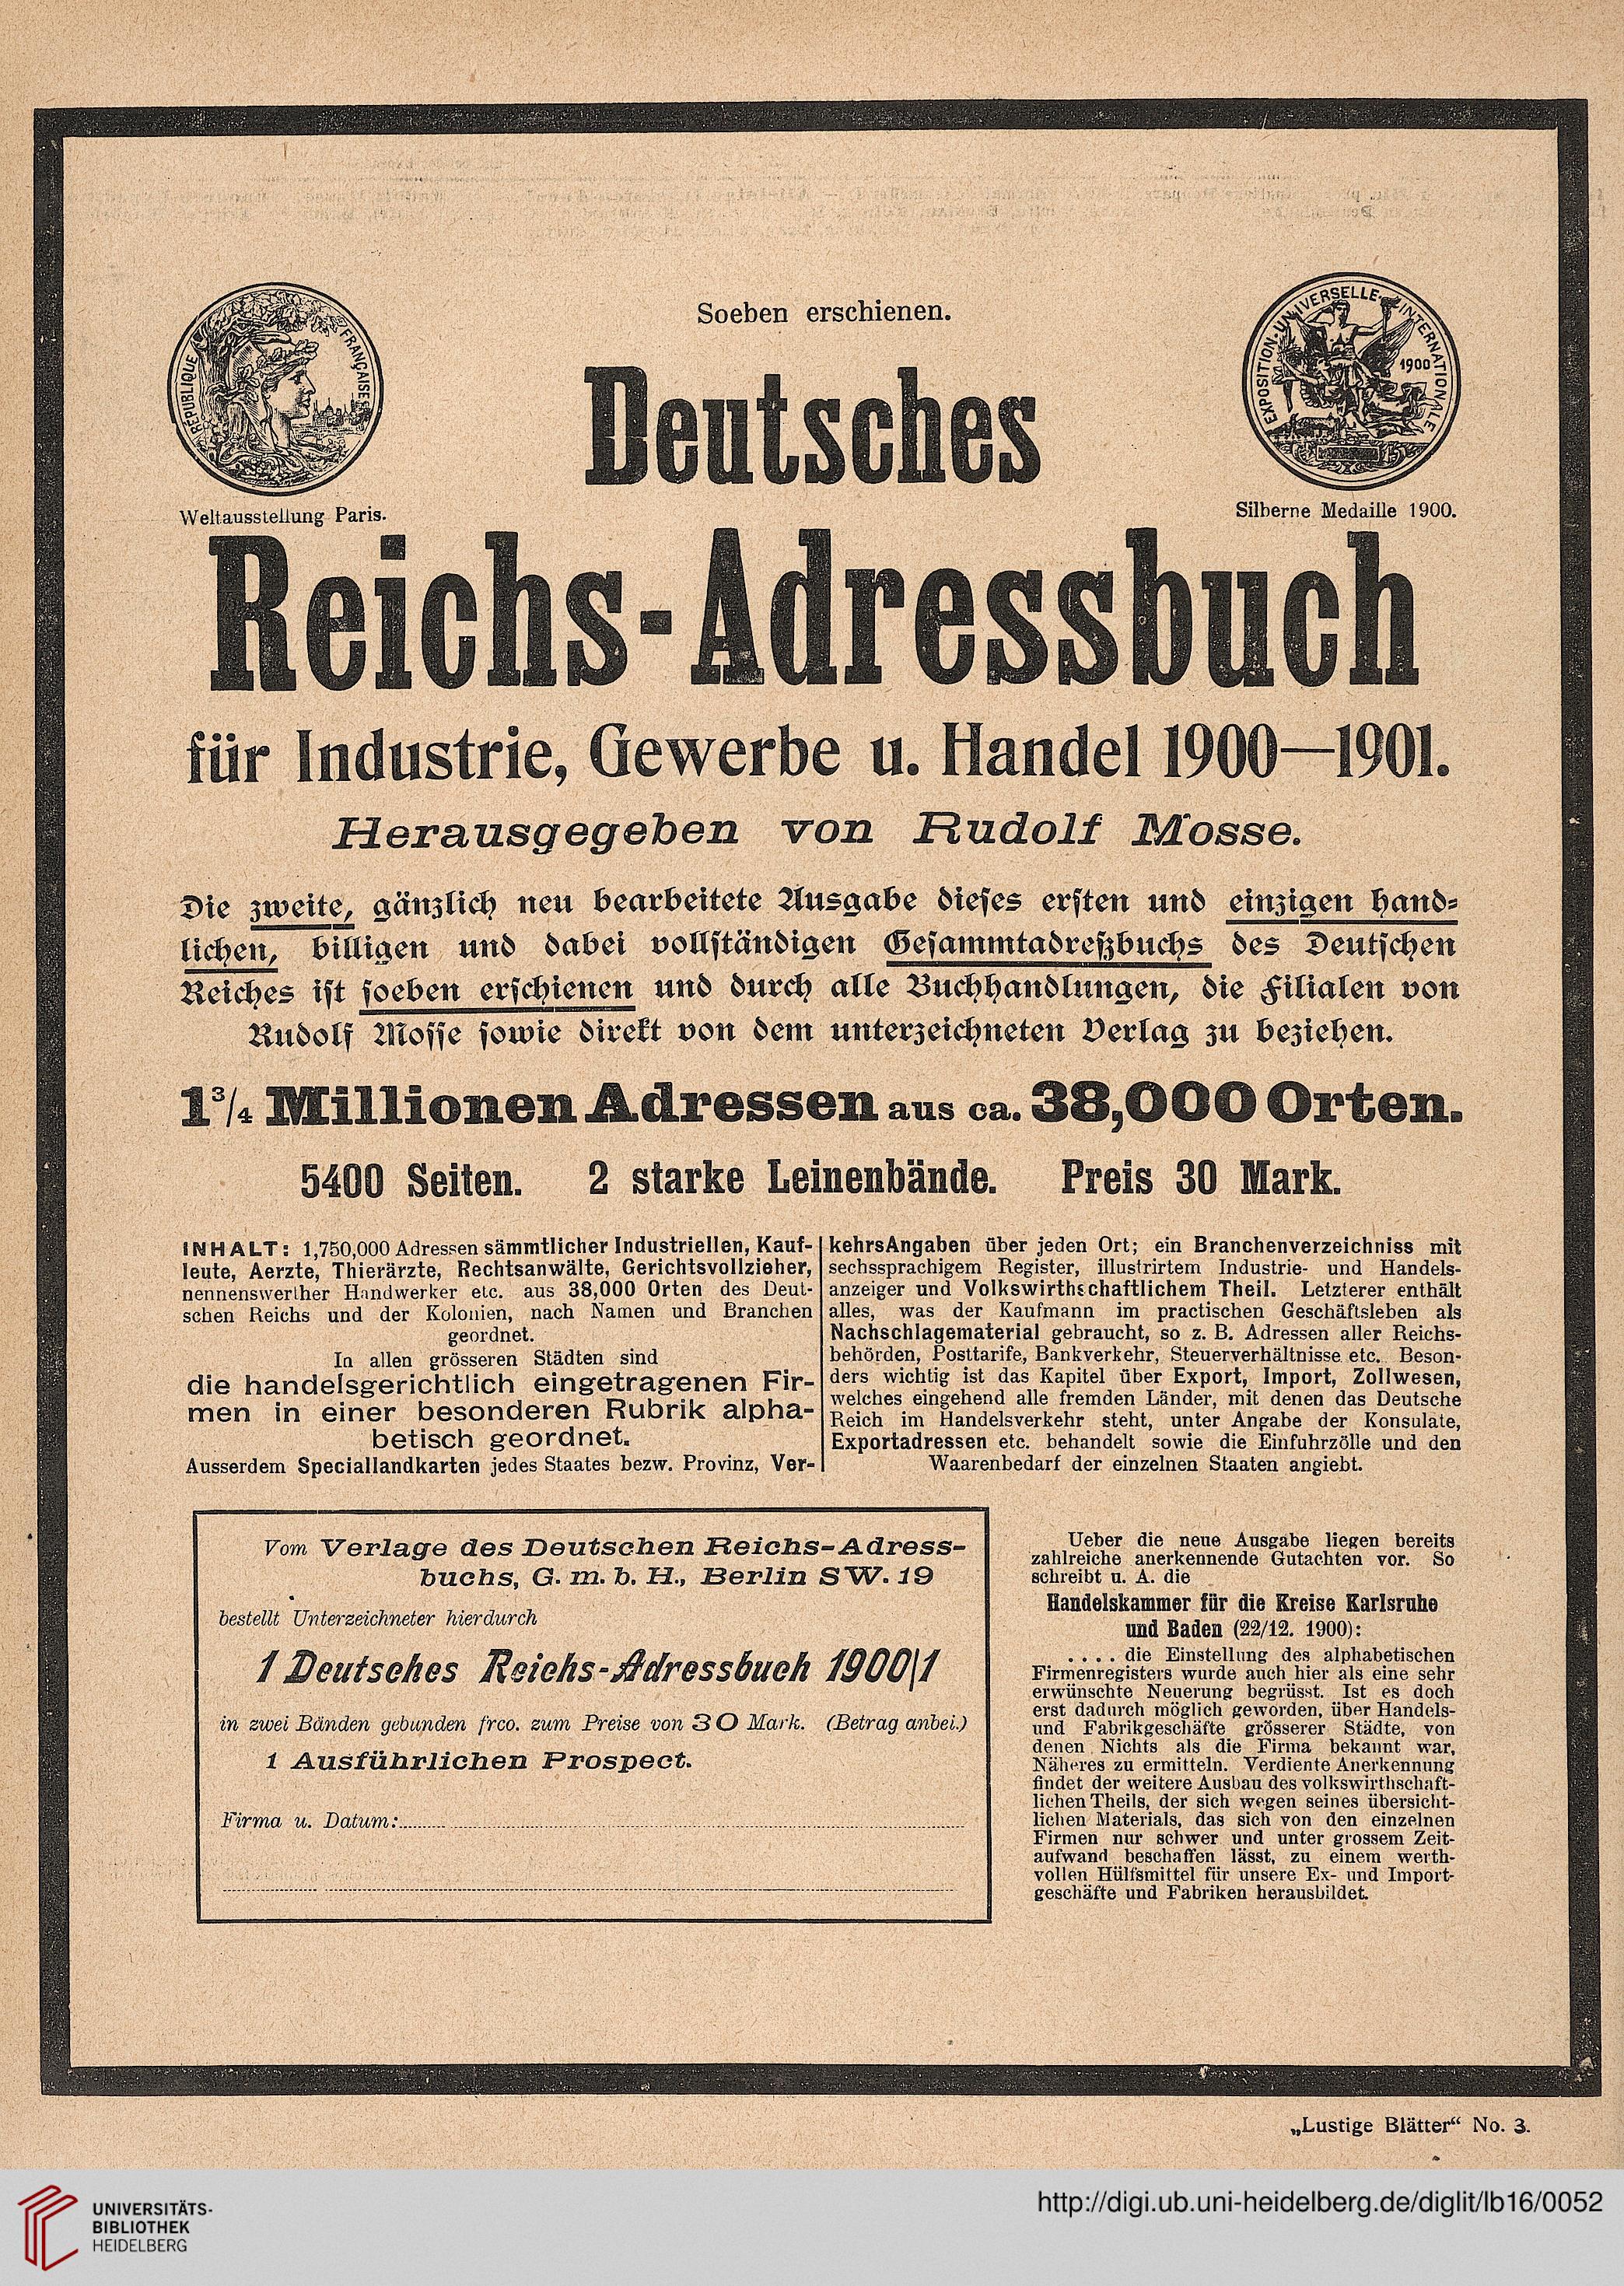 Soeben erschienen.
REPUBLIQUE FRANÇAISE
EXPOSITION·UNIVERSELLE·INTERNATIONALE
1900
Weltausstellung Paris.
Silberne Medaille 1900.
Deutsches
Reichs-Adressbuch
für Industrie, Gewerbe u. Handel 1900—1901.
Herausgegeben von Rudolf Mosse.
Die zweite, gänzlich neu bearbeitete Ausgabe dieses ersten und einzigen hand-
lichen, billigen und dabei vollständigen Gesammtadreßbuchs des Deutschen
Reiches ist soeben erschienen und durch alle Buchhandlungen, die Filialen von
Rudolf Mosse sowie direkt von dem unterzeichneten Verlag zu beziehen.
1¾ Millionen Adressen aus ca. 38,000 Orten.
5400 Seiten. 2 starke Leinenbände. Preis 30 Mark.
INHALT: 1,750,000 Adressen sämmtlicher Industriellen, Kauf-
leute, Aerzte, Thierärzte, Rechtsanwälte, Gerichtsvollzieher,
nennenswerther Handwerker etc. aus 38,000 Orten des Deut-
schen Reichs und der Kolonien, nach Namen und Branchen
geordnet.
In allen grösseren Städten sind
die handelsgerichtlich eingetragenen Fir-
men in einer besonderen Rubrik alpha-
betisch geordnet.
Ausserdem Speciallandkarten jedes Staates bezw. Provinz, Ver-
kehrsAngaben über jeden Ort; ein Branchenverzeichniss mit
sechssprachigem Register, illustrirtem Industrie- und Handels-
anzeiger und Volkswirthschaftlichem Theil. Letzterer enthält
alles, was der Kaufmann im practischen Geschäftsleben als
Nachschlagematerial gebraucht, so z. B. Adressen aller Reichs-
behörden, Posttarife, Bankverkehr, Steuerverhältnisse etc. Beson-
ders wichtig ist das Kapitel über Export, Import, Zollwesen,
welches eingehend alle fremden Länder, mit denen das Deutsche
Reich im Handelsverkehr steht, unter Angabe der Konsulate,
Exportadressen etc. behandelt sowie die Einfuhrzölle und den
Waarenbedarf der einzelnen Staaten angiebt.
Vom Verlage des Deutschen Reichs-Adress-
buchs, G. m. b. H., Berlin SW. 19
bestellt Unterzeichneter hierdurch
1 Deutsches Reichs-Adressbuch 1900|1
in zwei Bänden gebunden frco. zum Preise von 30 Mark. (Betrag anbei.)
1 Ausführlichen Prospect.
Firma u. Datum:
Ueber die neue Ausgabe liegen bereits
zahlreiche anerkennende Gutachten vor. So
schreibt u. A. die
Handelskammer für die Kreise Karlsruhe
und Baden (22/12. 1900):
.... die Einstellung des alphabetischen
Firmenregisters wurde auch hier als eine sehr
erwünschte Neuerung begrüsst. Ist es doch
erst dadurch möglich geworden, über Handels-
und Fabrikgeschäfte grösserer Städte, von
denen Nichts als die Firma bekannt war,
Näheres zu ermitteln. Verdiente Anerkennung
findet der weitere Ausbau des volkswirthschaft-
lichen Theils, der sich wegen seines übersicht-
lichen Materials, das sich von den einzelnen
Firmen nur schwer und unter grossem Zeit-
aufwand beschaffen lässt, zu einem werth-
vollen Hülfsmittel für unsere Ex- und Import-
geschäfte und Fabriken herausbildet.
„Lustige Blätter“ No. 3.
UNIVERSITÄTS-
BIBLIOTHEK
HEIDELBERG
http://digi.ub.uni-heidelberg.de/diglit/lb16/0052